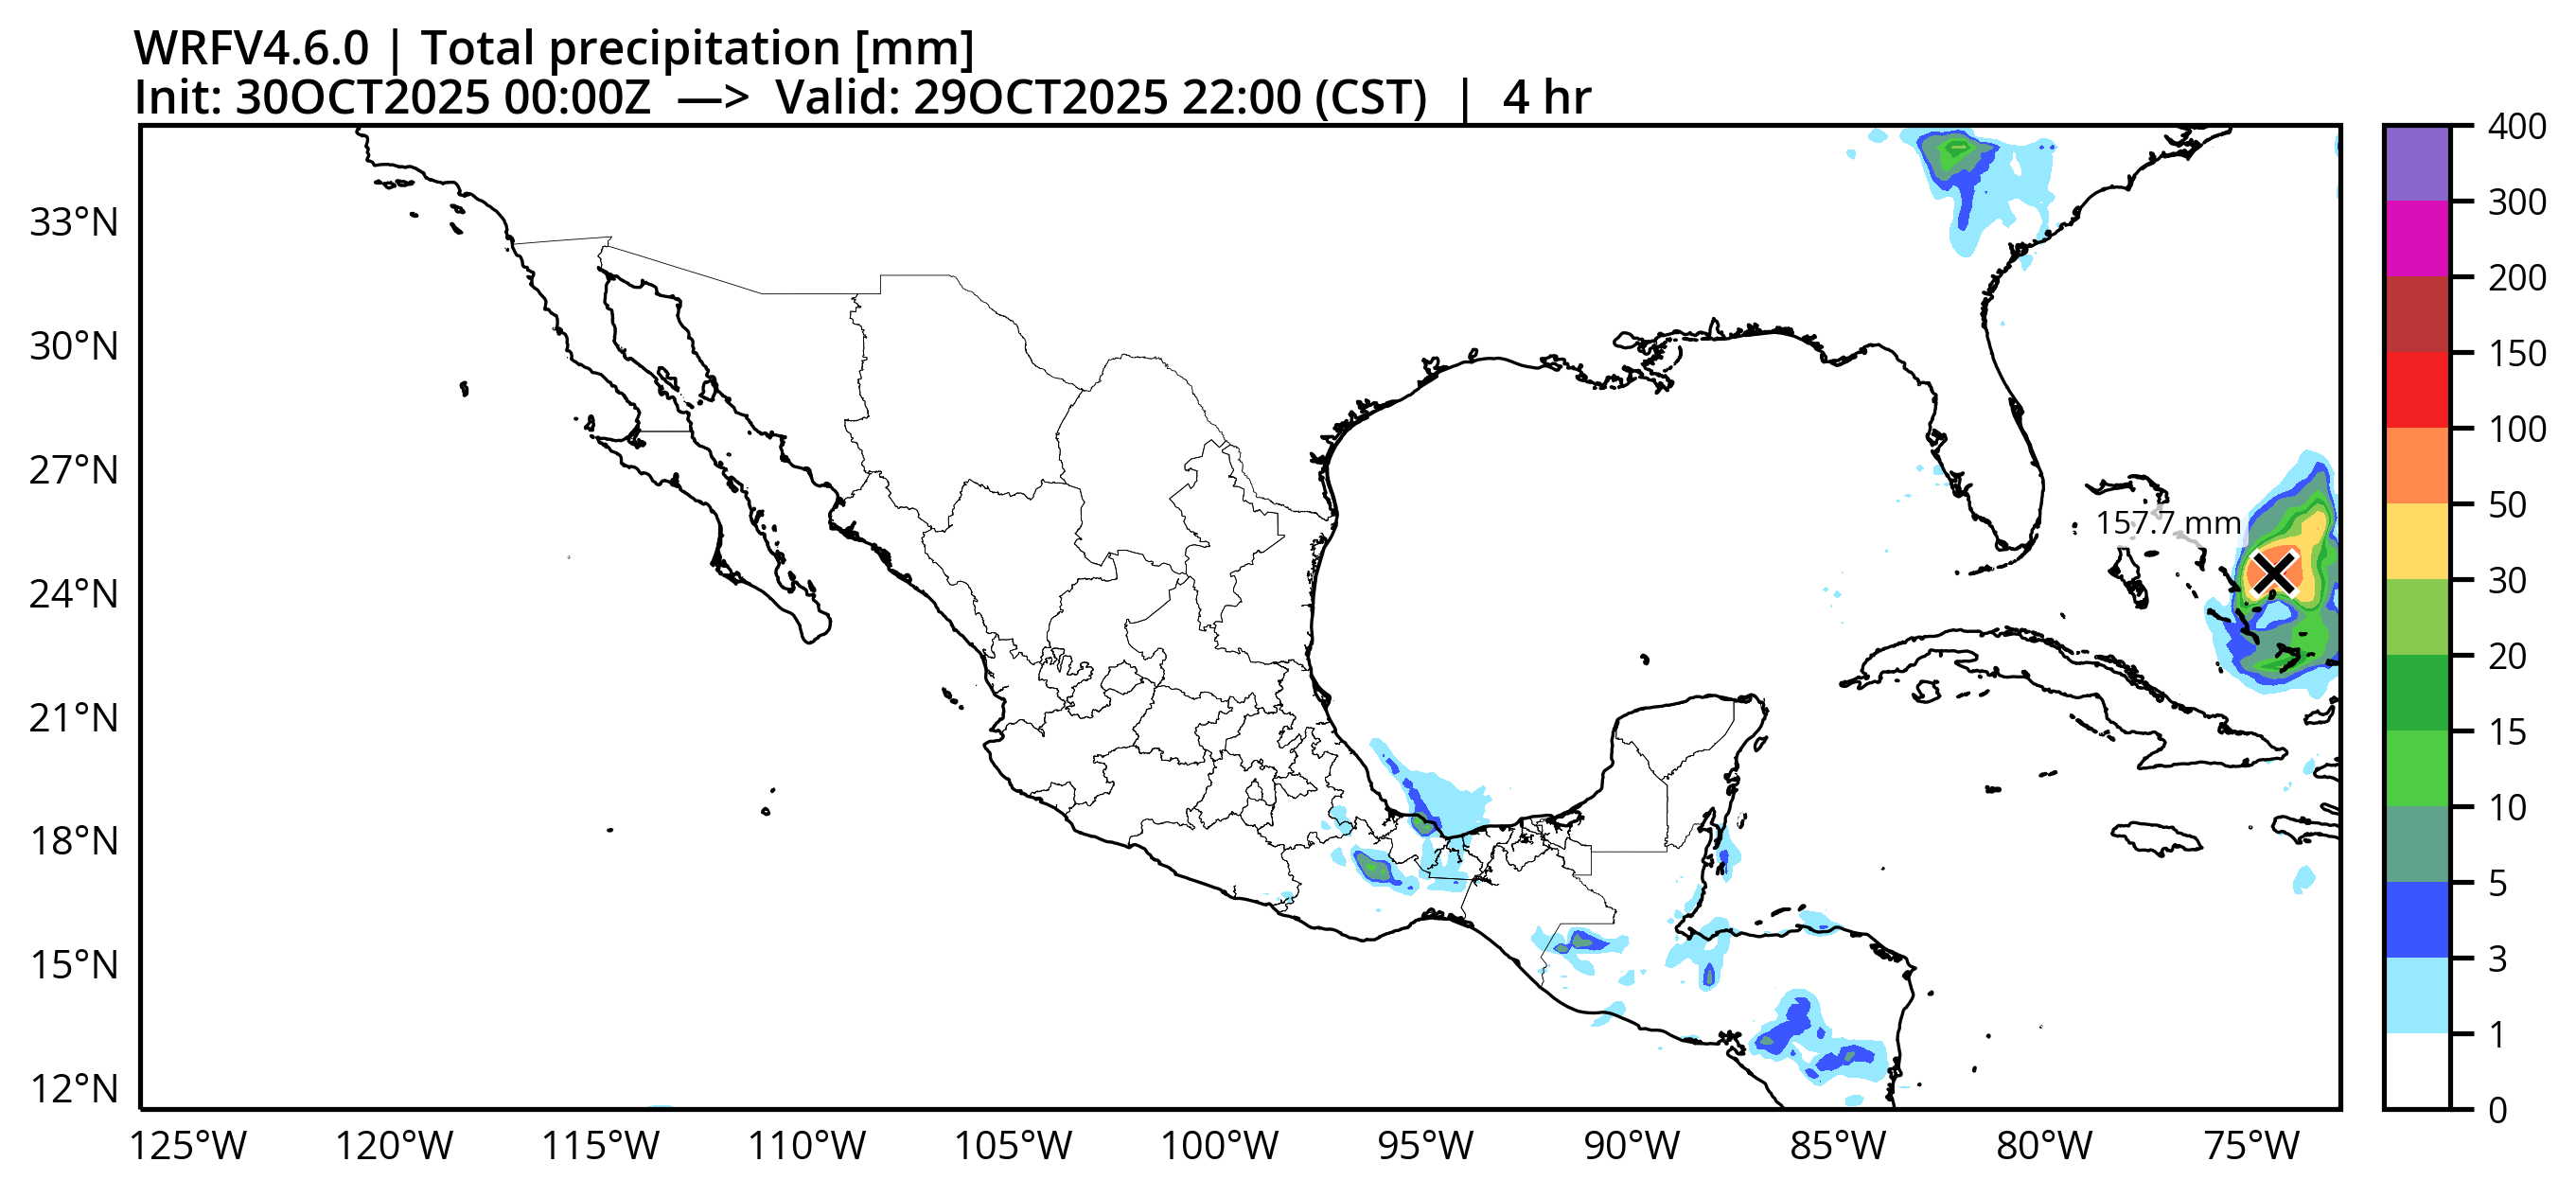 WRFV4.6.0 | Total precipitation [mm]
Init: 30OCT2025 00:00Z —> Valid: 29OCT2025 22:00 (CST) | 4 hr
33°N
30°N
27°N
24°N
21°N
18°N
15°N
12°N
125°W 120°W 115°W 110°W 105°W 100°W 95°W 90°W 85°W 80°W 75°W
157.7 mm
400
300
200
150
100
50
30
20
15
10
5
3
1
0